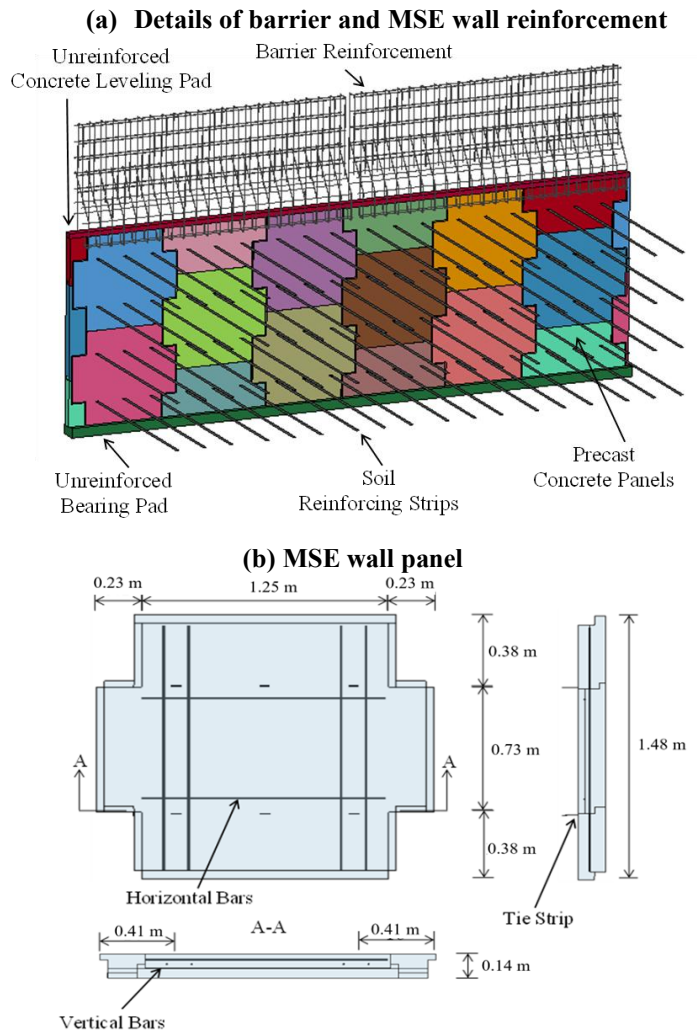 (a) Details of barrier and MSE wall reinforcement
Unreinforced
Concrete Leveling Pad
Barrier Reinforcement
Unreinforced
Bearing Pad
Soil
Reinforcing Strips
Precast
Concrete Panels
(b) MSE wall panel
0.23 m
1.25 m
0.23 m
0.38 m
0.73 m
1.48 m
A
A
0.38 m
Horizontal Bars
Tie Strip
0.41 m
A-A
0.41 m
0.14 m
Vertical Bars